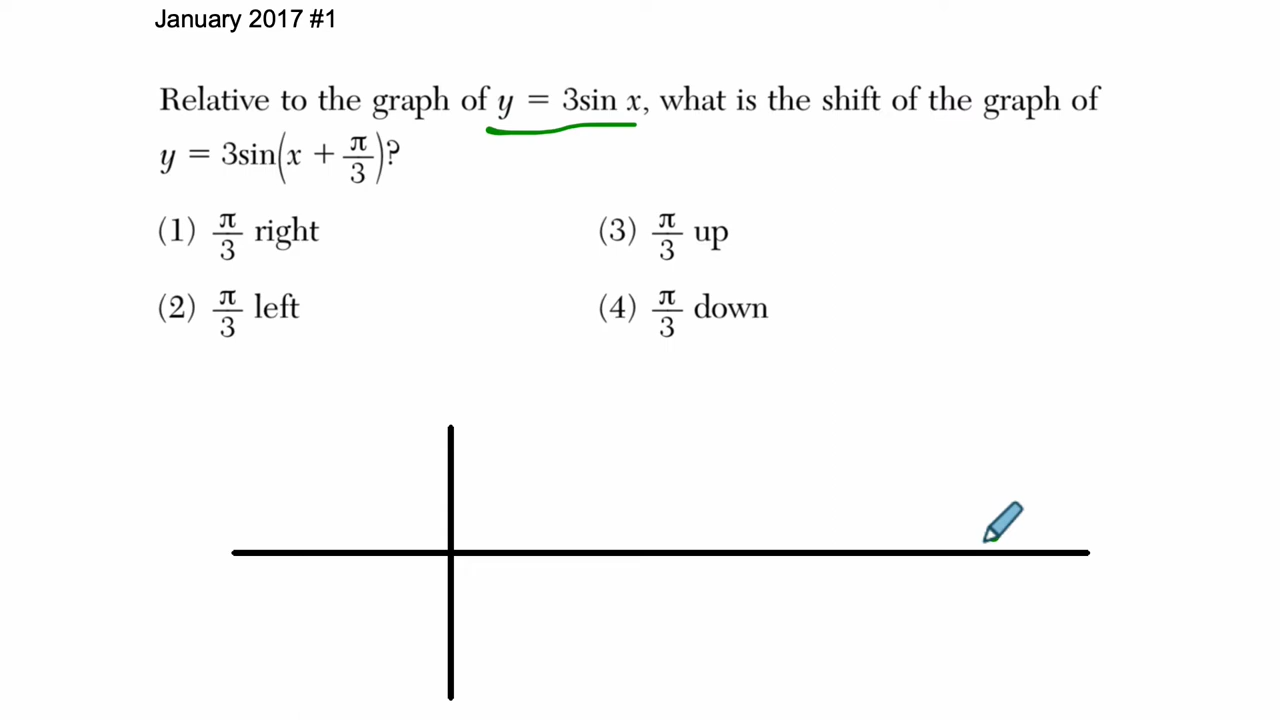 January 2017 #1
Relative to the graph of y = 3sin x, what is the shift of the graph of
y = 3sin(x + π/3)?
(1) π/3 right (3) π/3 up
(2) π/3 left (4) π/3 down